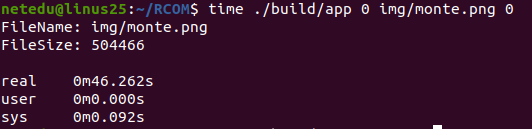 netedu@linus25:~/RCOM$ time ./build/app 0 img/monte.png 0
FileName: img/monte.png
FileSize: 504466
real    0m46.262s
user    0m0.000s
sys     0m0.092s